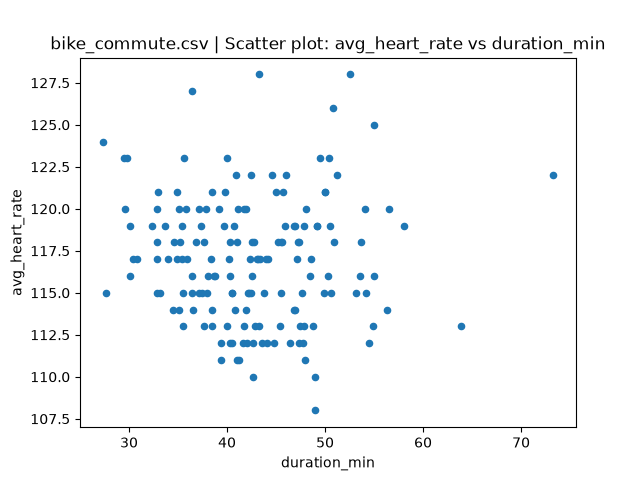 bike_commute.csv | Scatter plot: avg_heart_rate vs duration_min
127.5
125.0
122.5
120.0
117.5
115.0
112.5
110.0
107.5
avg_heart_rate
30 40 50 60 70
duration_min